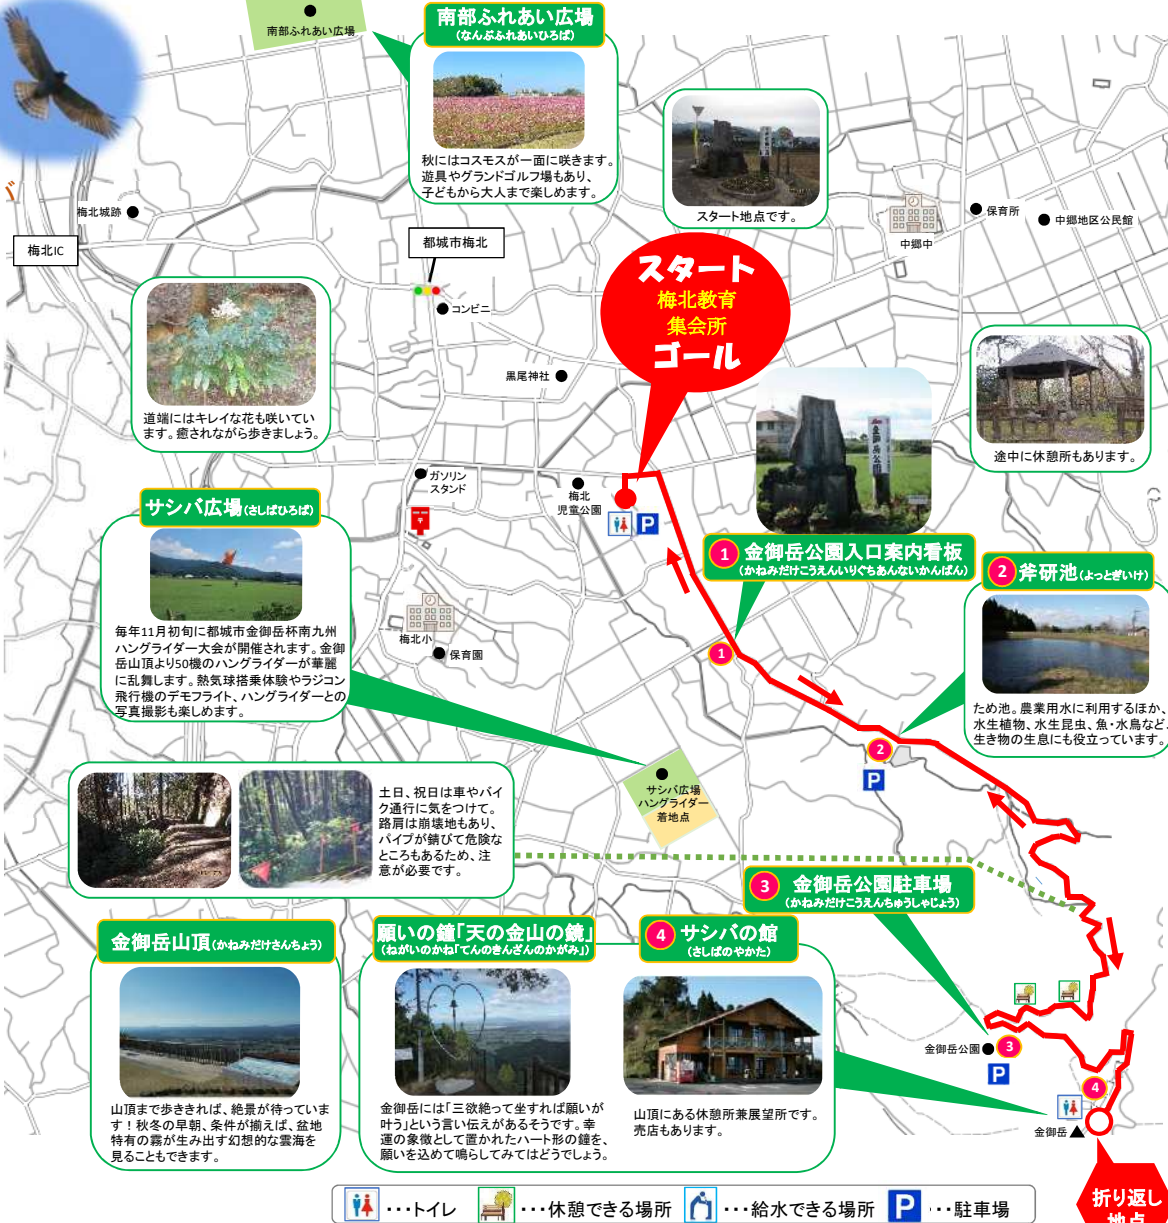 南部ふれあい広場
南部ふれあい広場
(なんぶふれあいひろば)
秋にはコスモスが一面に咲きます。
遊具やグランドゴルフ場もあり、
子どもから大人まで楽しめます。
スタート地点です。
梅北城跡
梅北IC
都城市梅北
コンビニ
保育所
中郷地区公民館
中郷中
スタート
梅北教育
集会所
ゴール
道端にはキレイな花も咲いてい
ます。癒されながら歩きましょう。
黒尾神社
途中に休憩所もあります。
ガソリン
スタンド
梅北
児童公園
P
サシバ広場(さしばひろば)
毎年11月初旬に都城市金御岳杯南九州
ハングライダー大会が開催されます。金御
岳山頂より50機のハングライダーが華麗
に乱舞します。熱気球搭乗体験やラジコン
飛行機のデモフライト、ハングライダーとの
写真撮影も楽しめます。
梅北小
保育園
金御岳公園
1 金御岳公園入口案内看板
(かねみだけこうえんいりぐちあんないかんばん)
2 斧研池(よっとぎいけ)
ため池。農業用水に利用するほか、
水生植物、水生昆虫、魚・水鳥など、
生き物の生息にも役立っています。
1
2
P
サシバ広場
ハングライダー
着地点
土日、祝日は車やバイ
ク通行に気をつけて。
路肩は崩壊地もあり、
パイプが錆びて危険な
ところもあるため、注
意が必要です。
3 金御岳公園駐車場
(かねみだけこうえんちゅうしゃじょう)
金御岳山頂(かねみだけさんちょう)
山頂まで歩ききれば、絶景が待っていま
す！秋冬の早朝、条件が揃えば、盆地
特有の霧が生み出す幻想的な雲海を
見ることもできます。
願いの鐘「天の金山の鏡」
(ねがいのかね「てんのきんざんのかがみ」)
金御岳には「三欲絶って坐すれば願いが
叶う」という言い伝えがあるそうです。幸
運の象徴として置かれたハート形の鐘を、
願いを込めて鳴らしてみてはどうでしょう。
4 サシバの館
(さしばのやかた)
山頂にある休憩所兼展望所です。
売店もあります。
金御岳公園
3
P
4
金御岳
折り返し
地点
･･･トイレ
･･･休憩できる場所
･･･給水できる場所
P ･･･駐車場